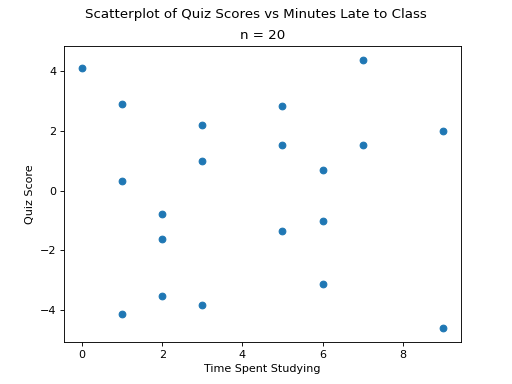 Scatterplot of Quiz Scores vs Minutes Late to Class
n = 20
4
2
0
−2
−4
Quiz Score
0 2 4 6 8
Time Spent Studying